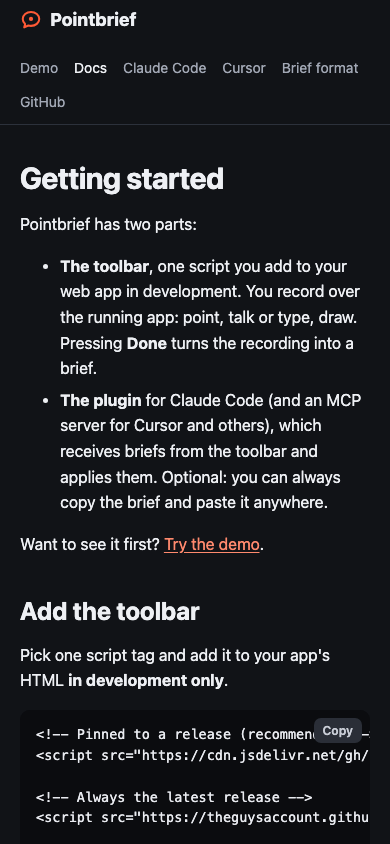 Pointbrief
Demo Docs Claude Code Cursor Brief format
GitHub
Getting started
Pointbrief has two parts:
• The toolbar, one script you add to your
web app in development. You record over
the running app: point, talk or type, draw.
Pressing Done turns the recording into a
brief.
• The plugin for Claude Code (and an MCP
server for Cursor and others), which
receives briefs from the toolbar and
applies them. Optional: you can always
copy the brief and paste it anywhere.
Want to see it first? Try the demo.
Add the toolbar
Pick one script tag and add it to your app's
HTML in development only.
Copy
<!-- Pinned to a release (recommen
<script src="https://cdn.jsdelivr.net/gh/
<!-- Always the latest release -->
<script src="https://theguysaccount.githu